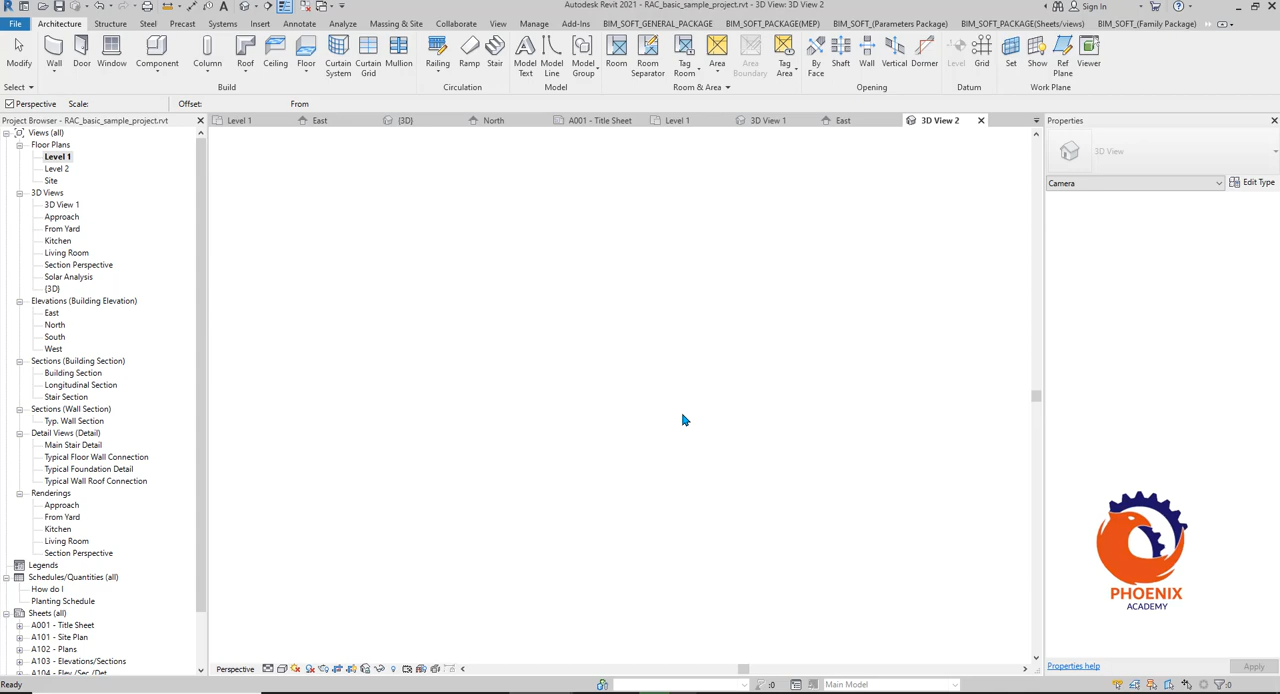 Autodesk Revit 2021 - RAC_basic_sample_project.rvt - 3D View: 3D View 2
Sign In
File Architecture Structure Steel Precast Systems Insert Annotate Analyze Massing & Site Collaborate View Manage Add-Ins BIM_SOFT_GENERAL_PACKAGE BIM_SOFT_PACKAGE(MEP) BIM_SOFT_(Parameters Package) BIM_SOFT_PACKAGE(Sheets/views) BIM_SOFT_(Family Package)
Modify Wall Door Window Component Column Roof Ceiling Floor Curtain System Curtain Grid Mullion Railing Ramp Stair Model Text Model Line Model Group Room Room Separator Tag Room Area Area Boundary Tag Area By Face Shaft Wall Vertical Dormer Level Grid Set Show Ref Plane Viewer
Select Build Circulation Model Room & Area Opening Datum Work Plane
Perspective Scale: Offset: From
Project Browser - RAC_basic_sample_project.rvt
Level 1 East {3D} North A001 - Title Sheet Level 1 3D View 1 East 3D View 2
Properties
3D View
Camera
Edit Type
Views (all)
Floor Plans
Level 1
Level 2
Site
3D Views
3D View 1
Approach
From Yard
Kitchen
Living Room
Section Perspective
Solar Analysis
{3D}
Elevations (Building Elevation)
East
North
South
West
Sections (Building Section)
Building Section
Longitudinal Section
Stair Section
Sections (Wall Section)
Typ. Wall Section
Detail Views (Detail)
Main Stair Detail
Typical Floor Wall Connection
Typical Foundation Detail
Typical Wall Roof Connection
Renderings
Approach
From Yard
Kitchen
Living Room
Section Perspective
Legends
Schedules/Quantities (all)
How do I
Planting Schedule
Sheets (all)
A001 - Title Sheet
A101 - Site Plan
A102 - Plans
A103 - Elevations/Sections
A104 - Elev./Sec./Det.
PHOENIX
ACADEMY
Perspective
Properties help
Apply
Ready
:0
Main Model
:0